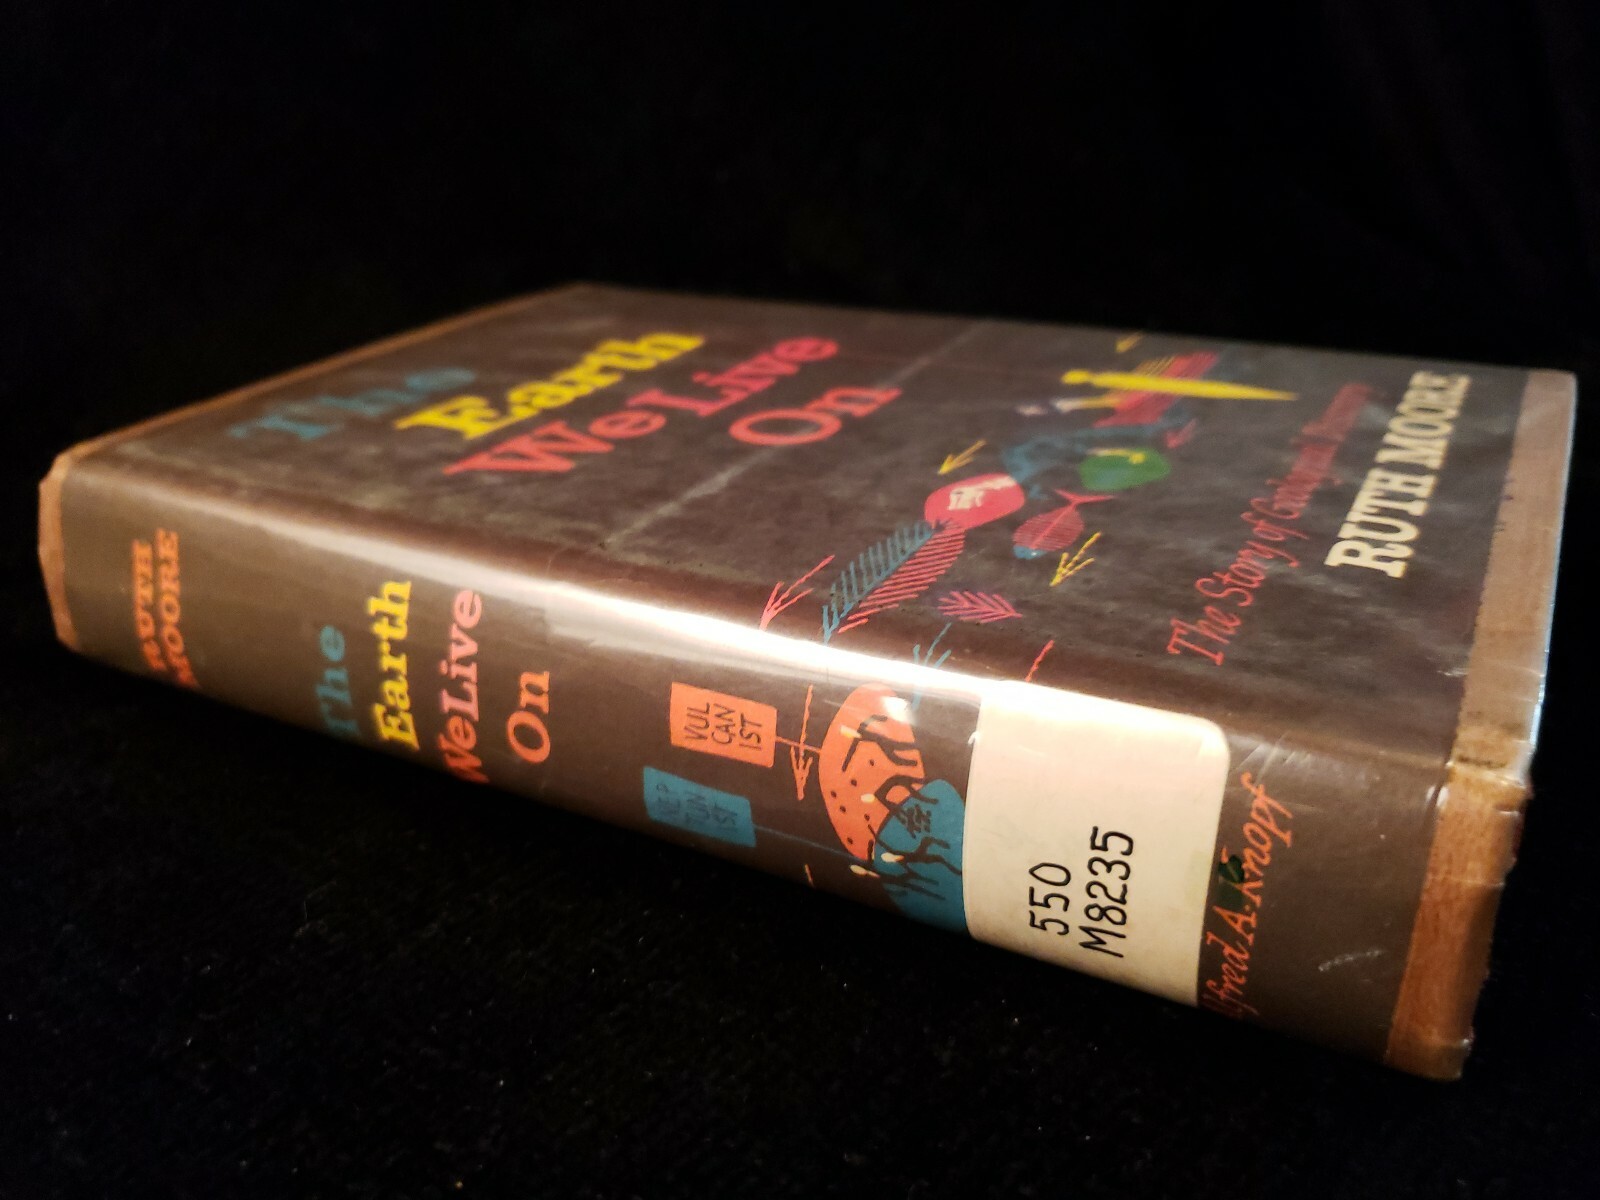 The
Earth
We Live
On
The Story of Geological Discovery
RUTH MOORE
RUTH
MOORE
The
Earth
We Live
On
VUL
CAN
IST
NEP
TUN
IST
550
M8235
Alfred A. Knopf